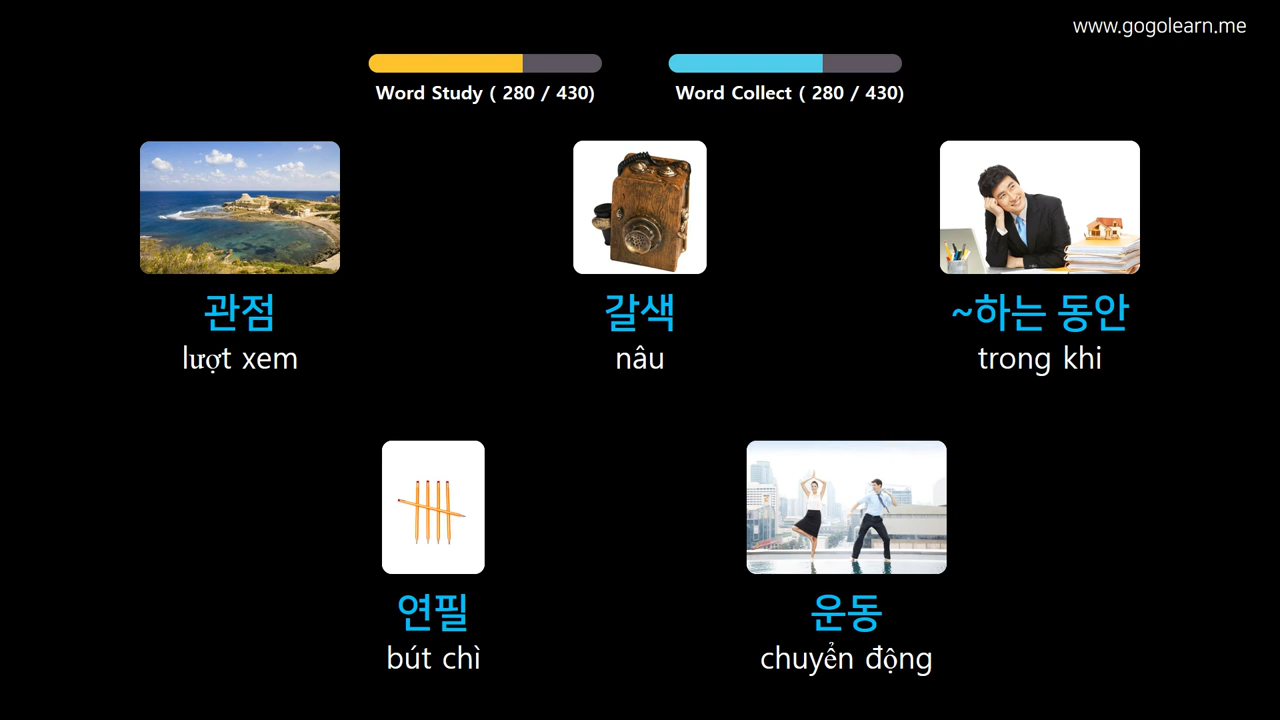 www.gogolearn.me
Word Study ( 280 / 430)
Word Collect ( 280 / 430)
관점
lượt xem
갈색
nâu
~하는 동안
trong khi
연필
bút chì
운동
chuyển động